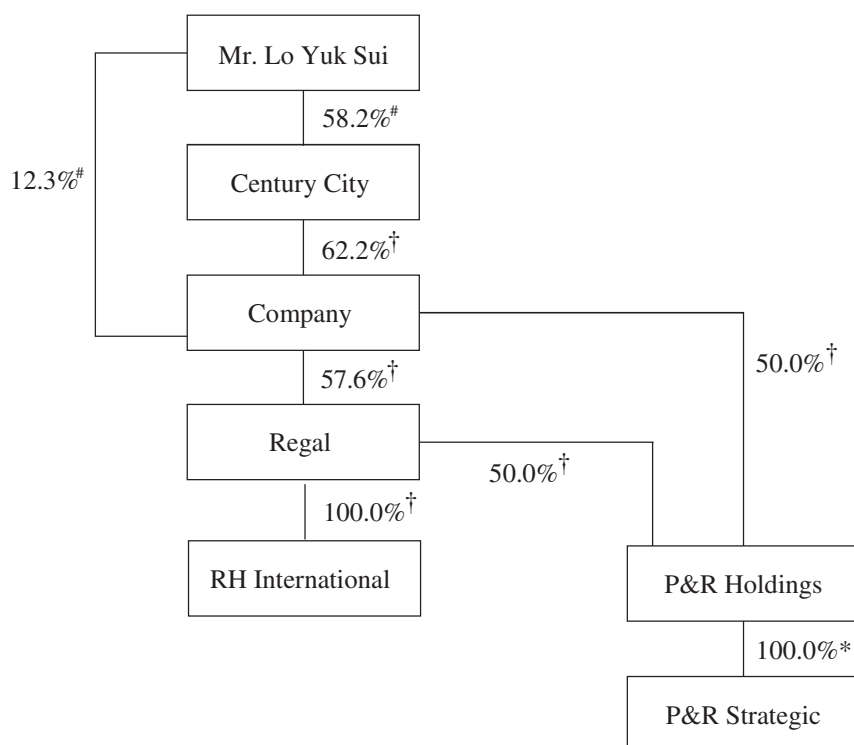 Mr. Lo Yuk Sui
58.2%#
12.3%#
Century City
62.2%†
Company
57.6%†
50.0%†
Regal
50.0%†
100.0%†
RH International
P&R Holdings
100.0%*
P&R Strategic